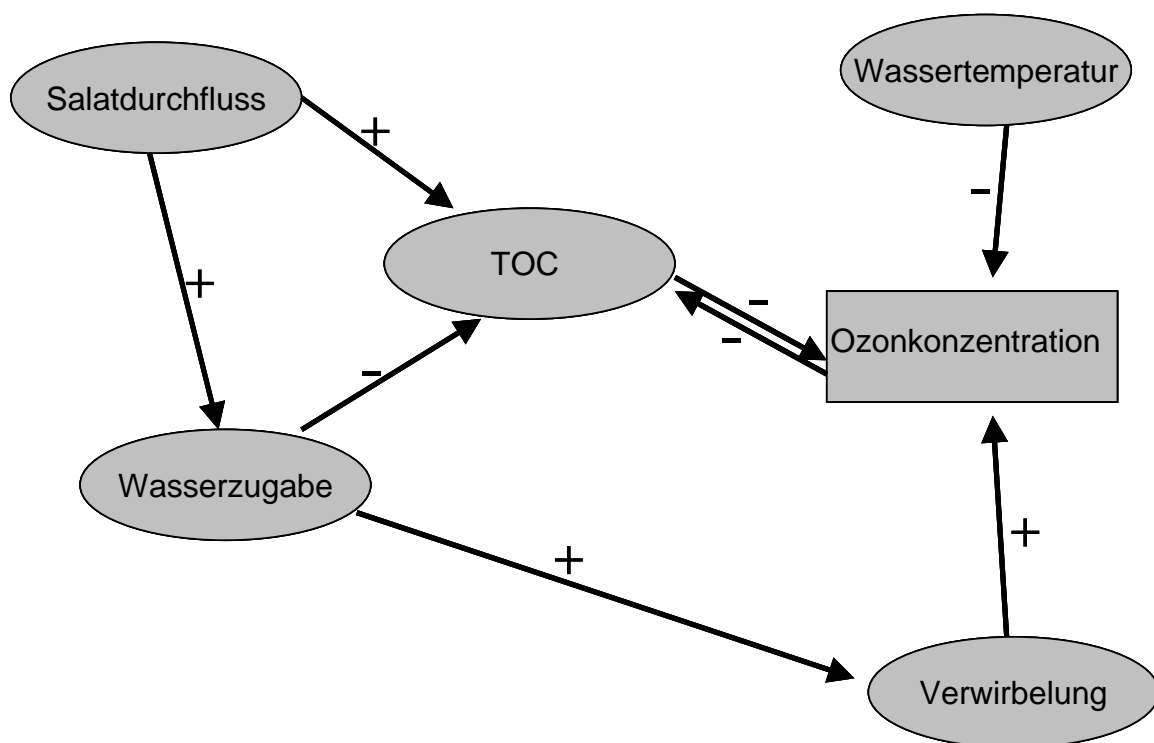 Salatdurchfluss
Wassertemperatur
+
-
TOC
+
-
Ozonkonzentration
-
-
Wasserzugabe
+
+
Verwirbelung